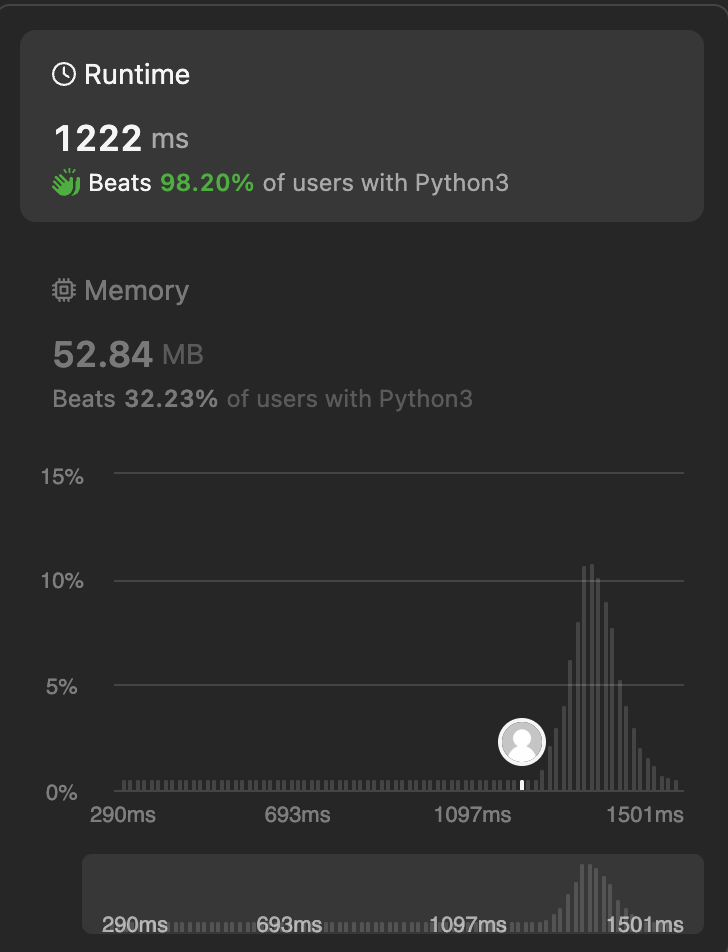 Runtime
1222 ms
Beats 98.20% of users with Python3
Memory
52.84 MB
Beats 32.23% of users with Python3
15%
10%
5%
0%
290ms 693ms 1097ms 1501ms
290ms 693ms 1097ms 1501ms